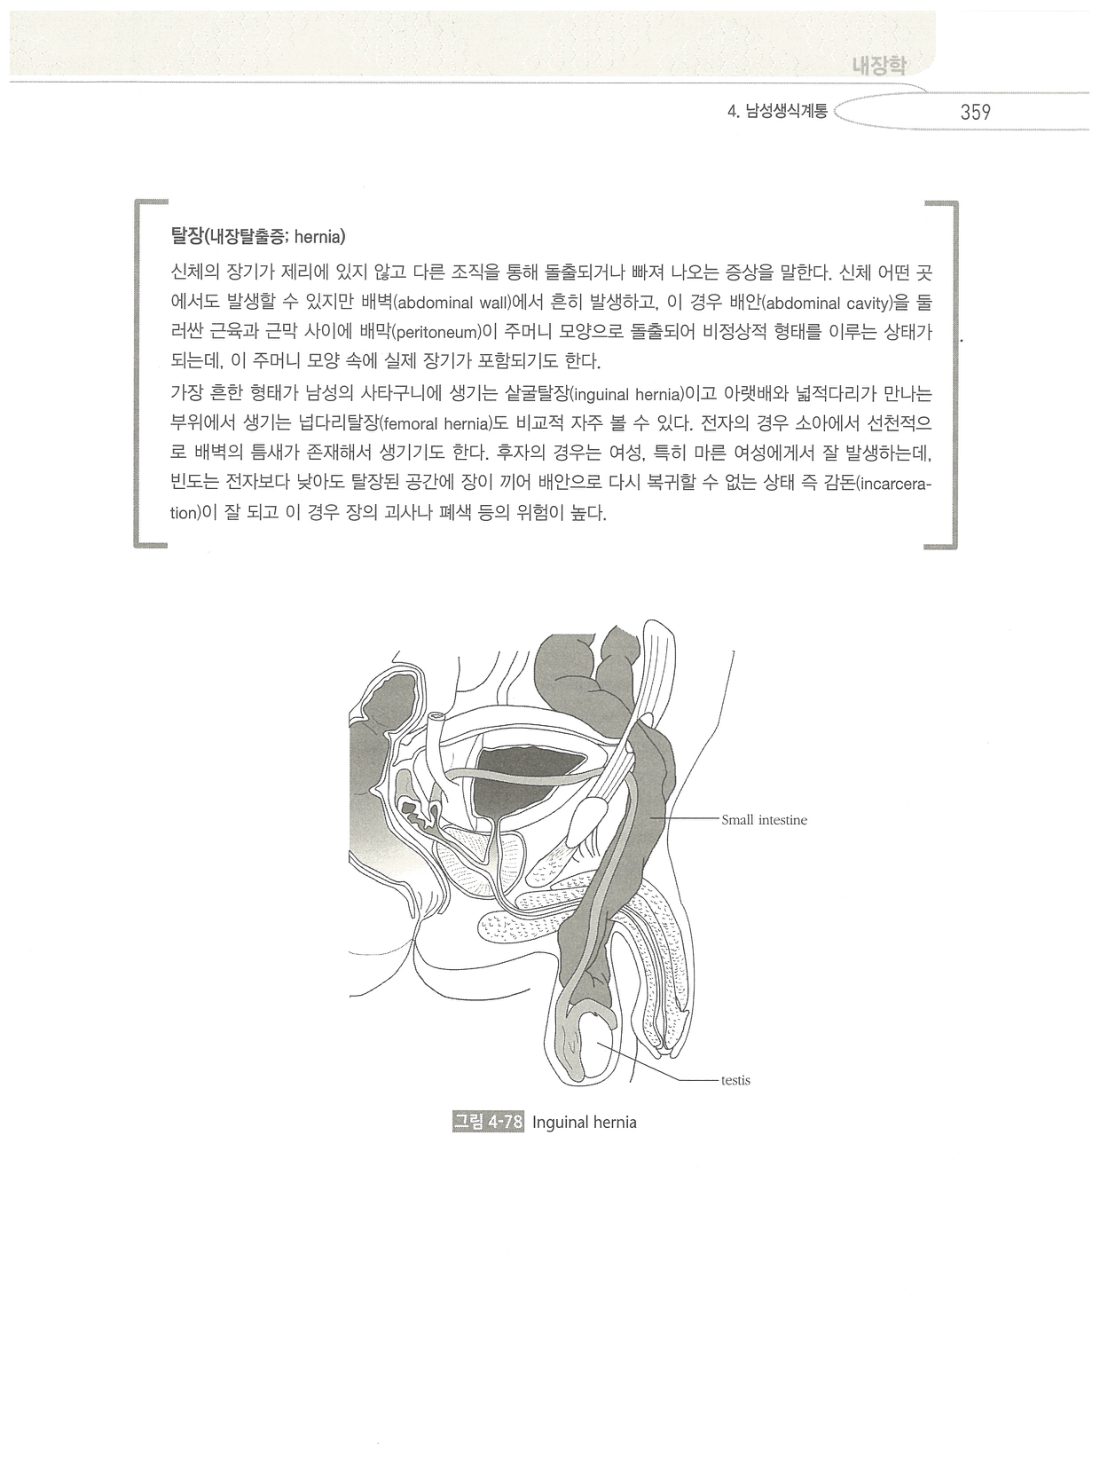 내장학
4. 남성생식계통
359
탈장(내장탈출증; hernia)
신체의 장기가 제리에 있지 않고 다른 조직을 통해 돌출되거나 빠져 나오는 증상을 말한다. 신체 어떤 곳
에서도 발생할 수 있지만 배벽(abdominal wall)에서 흔히 발생하고, 이 경우 배안(abdominal cavity)을 둘
러싼 근육과 근막 사이에 배막(peritoneum)이 주머니 모양으로 돌출되어 비정상적 형태를 이루는 상태가
되는데, 이 주머니 모양 속에 실제 장기가 포함되기도 한다.
가장 흔한 형태가 남성의 사타구니에 생기는 샅굴탈장(inguinal hernia)이고 아랫배와 넓적다리가 만나는
부위에서 생기는 넙다리탈장(femoral hernia)도 비교적 자주 볼 수 있다. 전자의 경우 소아에서 선천적으
로 배벽의 틈새가 존재해서 생기기도 한다. 후자의 경우는 여성, 특히 마른 여성에게서 잘 발생하는데,
빈도는 전자보다 낮아도 탈장된 공간에 장이 끼어 배안으로 다시 복귀할 수 없는 상태 즉 감돈(incarcera-
tion)이 잘 되고 이 경우 장의 괴사나 폐색 등의 위험이 높다.
Small intestine
testis
그림 4-78 Inguinal hernia